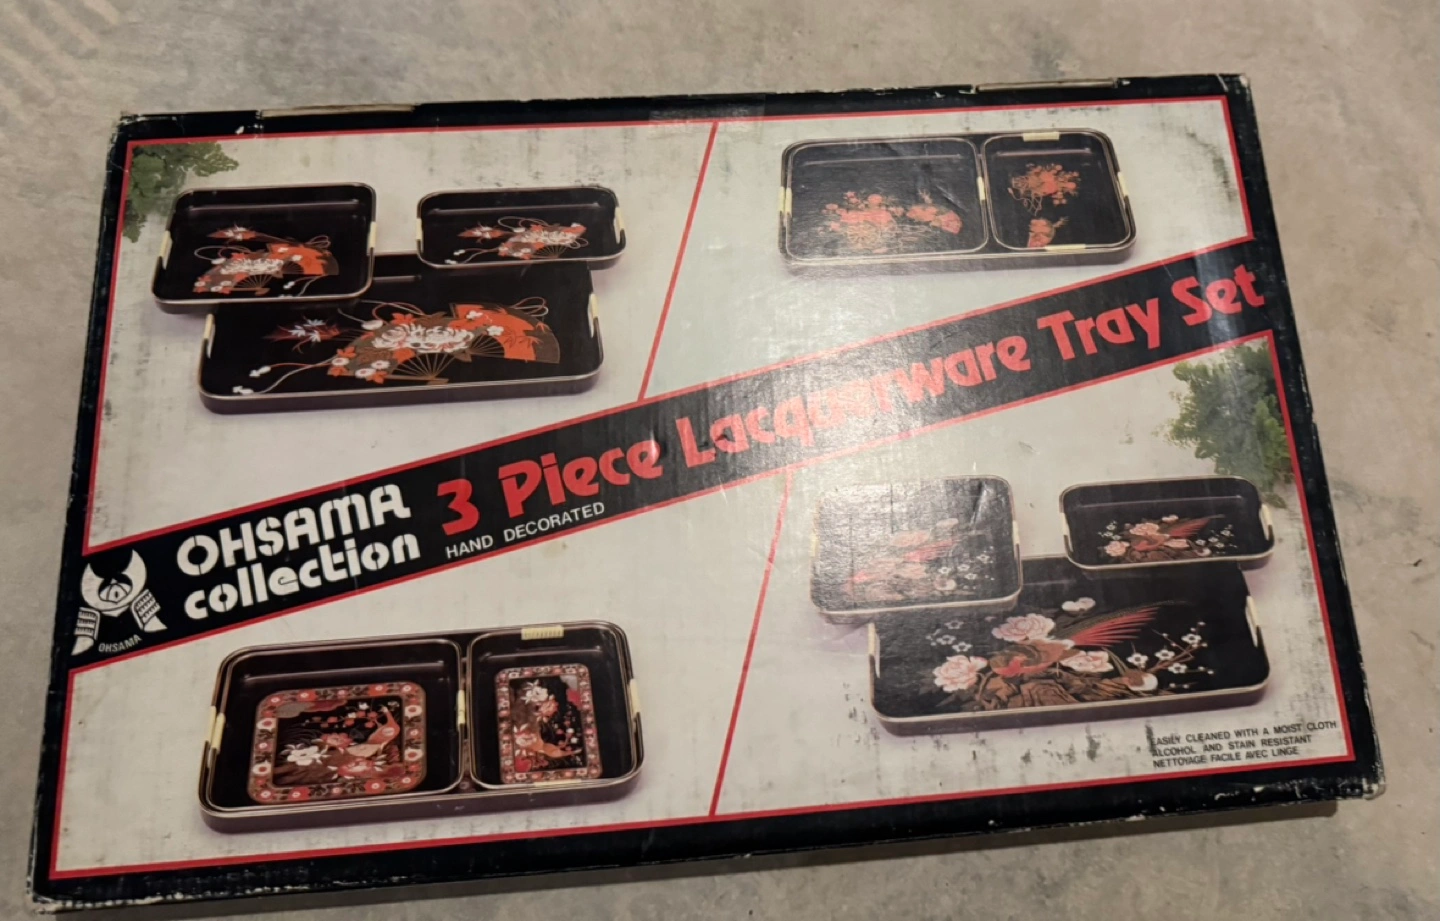 OHSAMA
collection
3 Piece Lacquerware Tray Set
HAND DECORATED
OHSAMA
EASILY CLEANED WITH A MOIST CLOTH
ALCOHOL AND STAIN RESISTANT
NETTOYAGE FACILE AVEC LINGE